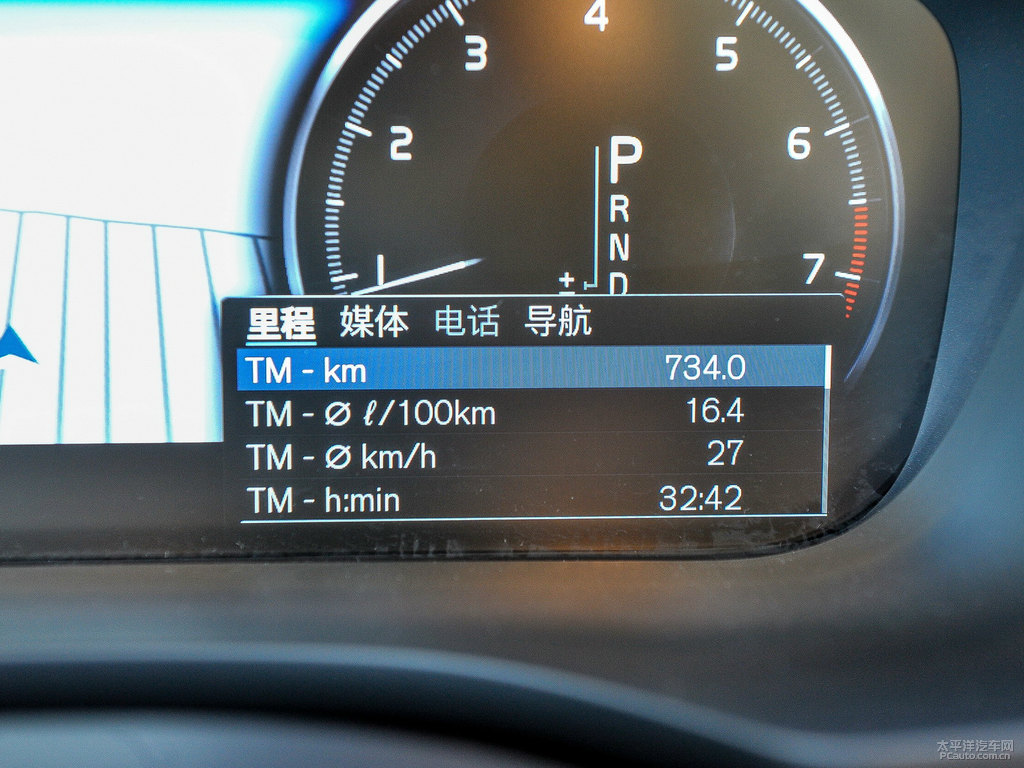 4
3
5
2
6
1
7
P
R
N
D
±
里程 媒体 电话 导航
TM - km 734.0
TM - Ø ℓ/100km 16.4
TM - Ø km/h 27
TM - h:min 32:42
太平洋汽车网
PCauto.com.cn